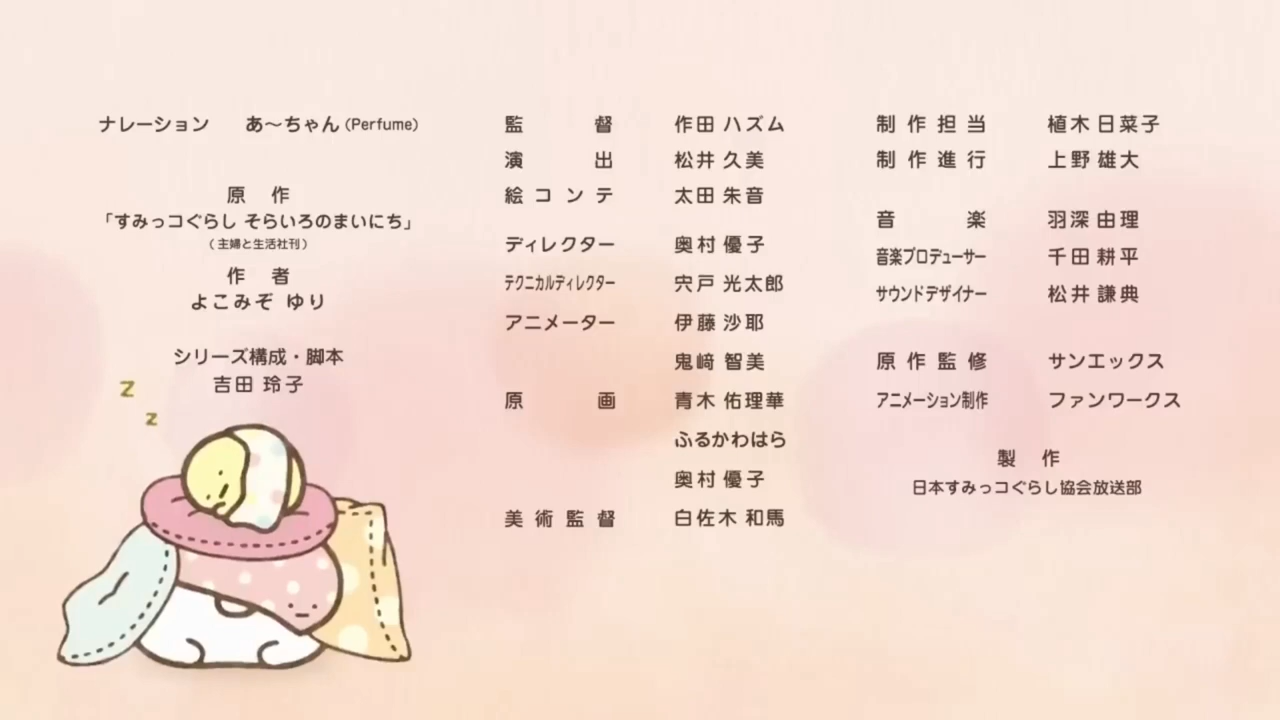 ナレーション あ～ちゃん(Perfume)
原 作
「すみっコぐらし そらいろのまいにち」
(主婦と生活社刊)
作 者
よこみぞ ゆり
シリーズ構成・脚本
吉田 玲子
z
z
監 督 作田 ハズム
演 出 松井 久美
絵 コ ン テ 太田 朱音
ディレクター 奥村 優子
テクニカルディレクター 宍戸 光太郎
アニメーター 伊藤 沙耶
鬼﨑 智美
原 画 青木 佑理華
ふるかわはら
奥村 優子
美 術 監 督 白佐木 和馬
制 作 担 当 植木 日菜子
制 作 進 行 上野 雄大
音 楽 羽深 由理
音楽プロデューサー 千田 耕平
サウンドデザイナー 松井 謙典
原 作 監 修 サンエックス
アニメーション制作 ファンワークス
製 作
日本すみっコぐらし協会放送部